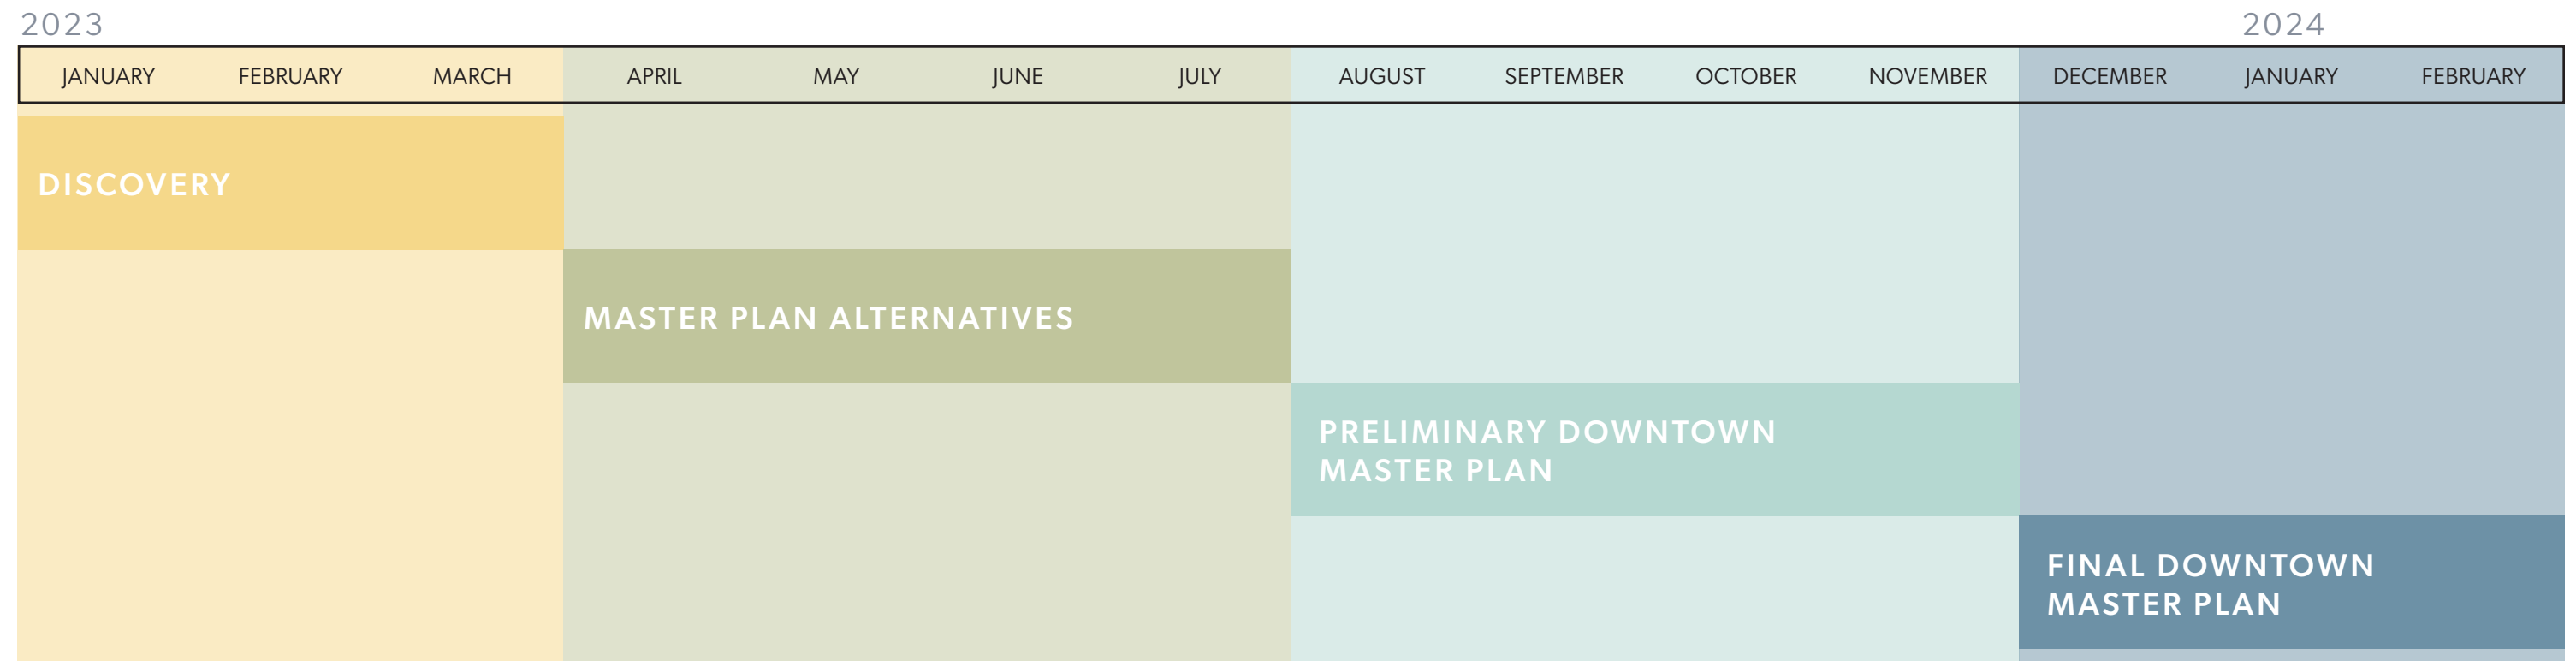 2023 2024
JANUARY FEBRUARY MARCH APRIL MAY JUNE JULY AUGUST SEPTEMBER OCTOBER NOVEMBER DECEMBER JANUARY FEBRUARY
DISCOVERY
MASTER PLAN ALTERNATIVES
PRELIMINARY DOWNTOWN
MASTER PLAN
FINAL DOWNTOWN
MASTER PLAN